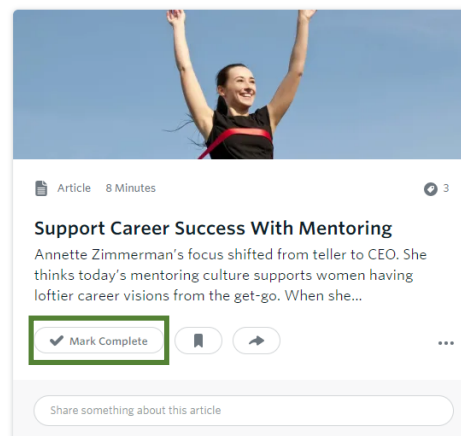 Article 8 Minutes 3
Support Career Success With Mentoring
Annette Zimmerman’s focus shifted from teller to CEO. She
thinks today’s mentoring culture supports women having
loftier career visions from the get-go. When she...
Mark Complete
Share something about this article